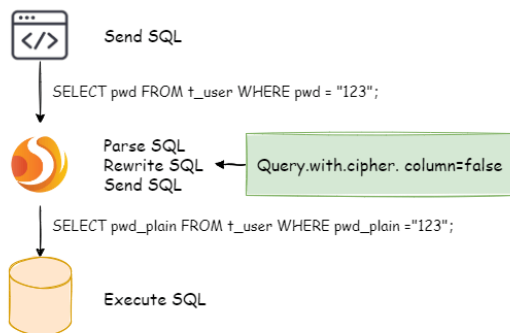 </>
Send SQL
SELECT pwd FROM t_user WHERE pwd = "123";
Parse SQL
Rewrite SQL
Send SQL
Query.with.cipher. column=false
SELECT pwd_plain FROM t_user WHERE pwd_plain ="123";
Execute SQL